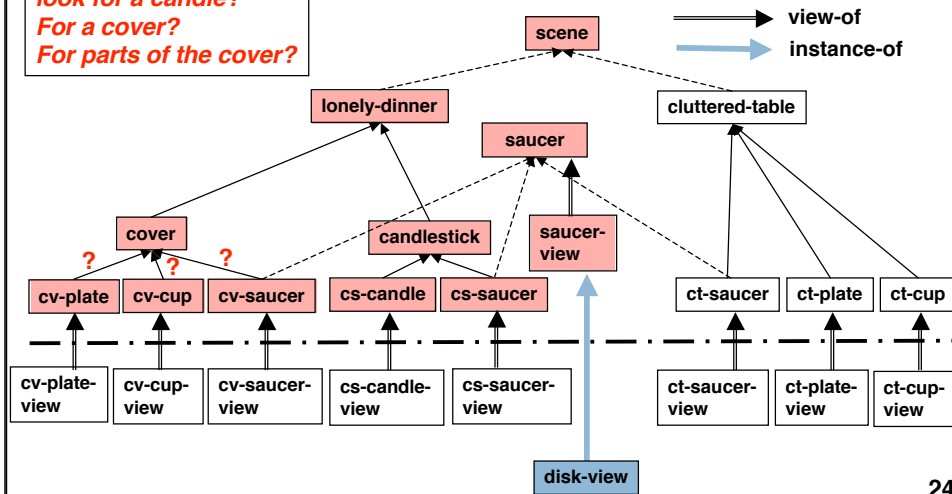 look for a candle?
For a cover?
For parts of the cover?
view-of
instance-of
scene
lonely-dinner
cluttered-table
saucer
cover
candlestick
saucer-
view
? ? ?
cv-plate cv-cup cv-saucer cs-candle cs-saucer ct-saucer ct-plate ct-cup
cv-plate-
view
cv-cup-
view
cv-saucer-
view
cs-candle-
view
cs-saucer-
view
ct-saucer-
view
ct-plate-
view
ct-cup-
view
disk-view
24